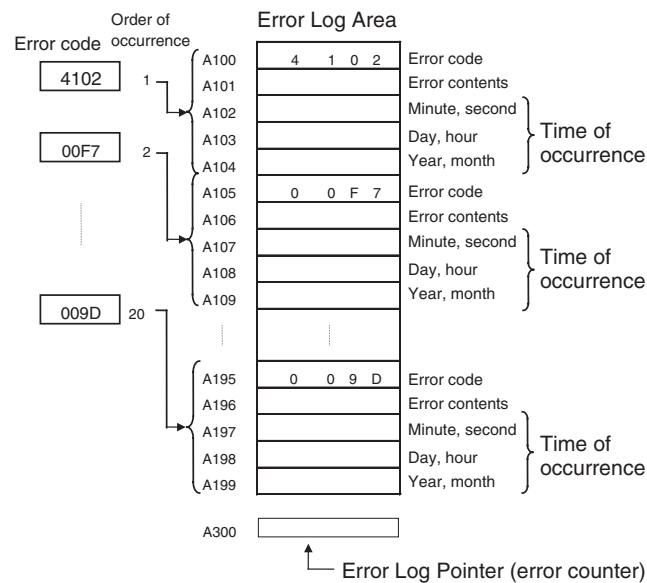 Error Log Area
Order of
occurrence
Error code
A100 4 1 0 2 Error code
4102 1
A101 Error contents
A102 Minute, second
A103 Day, hour
A104 Year, month
Time of
occurrence
00F7 2
A105 0 0 F 7 Error code
A106 Error contents
A107 Minute, second
A108 Day, hour
A109 Year, month
Time of
occurrence
009D 20
A195 0 0 9 D Error code
A196 Error contents
A197 Minute, second
A198 Day, hour
A199 Year, month
Time of
occurrence
A300
Error Log Pointer (error counter)